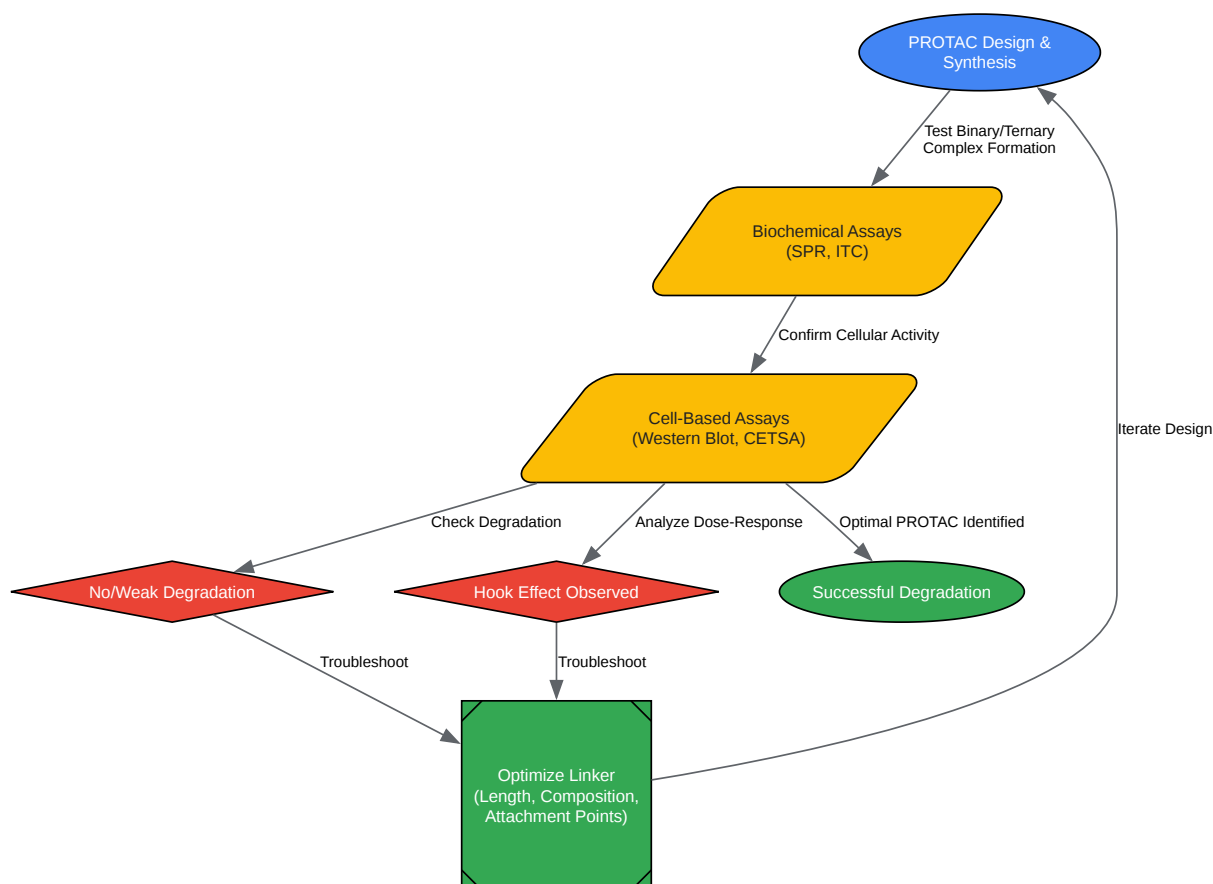 PROTAC Design &
Synthesis
Test Binary/Ternary
Complex Formation
Biochemical Assays
(SPR, ITC)
Confirm Cellular Activity
Cell-Based Assays
(Western Blot, CETSA)
Iterate Design
Check Degradation
Analyze Dose-Response
Optimal PROTAC Identified
No/Weak Degradation
Hook Effect Observed
Successful Degradation
Troubleshoot
Troubleshoot
Optimize Linker
(Length, Composition,
Attachment Points)